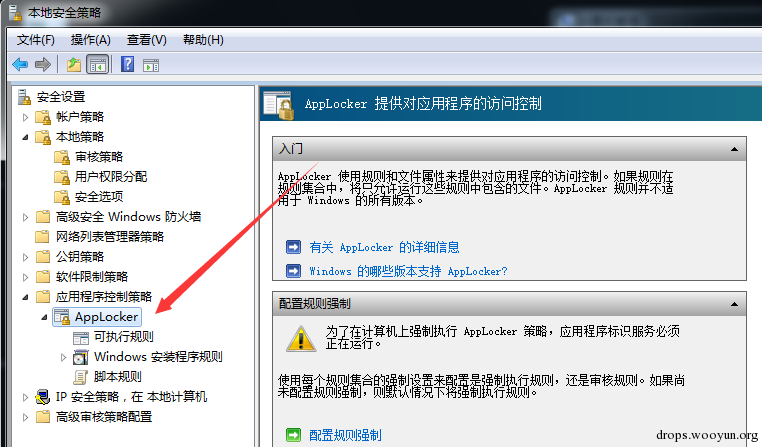 本地安全策略
文件(F) 操作(A) 查看(V) 帮助(H)
安全设置
帐户策略
本地策略
审核策略
用户权限分配
安全选项
高级安全 Windows 防火墙
网络列表管理器策略
公钥策略
软件限制策略
应用程序控制策略
AppLocker
可执行规则
Windows 安装程序规则
脚本规则
IP 安全策略，在 本地计算机
高级审核策略配置
AppLocker 提供对应用程序的访问控制
入门
AppLocker 使用规则和文件属性来提供对应用程序的访问控制。如果规则在
规则集合中，将只允许运行这些规则中包含的文件。AppLocker 规则并不适
用于 Windows 的所有版本。
有关 AppLocker 的详细信息
Windows 的哪些版本支持 AppLocker?
配置规则强制
为了在计算机上强制执行 AppLocker 策略，应用程序标识服务必须
正在运行。
使用每个规则集合的强制设置来配置是强制执行规则，还是审核规则。如果尚
未配置规则强制，则默认情况下将强制执行规则。
配置规则强制
drops.wooyun.org